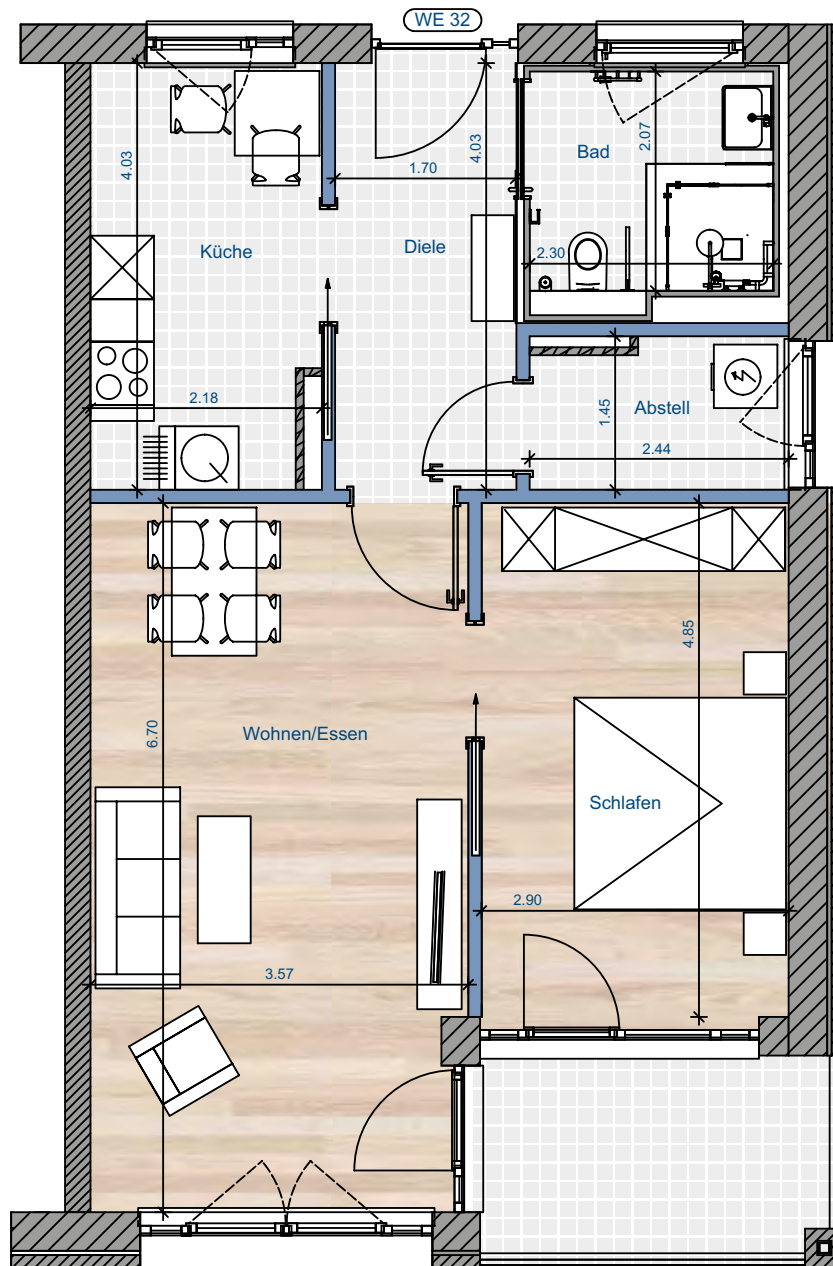 WE 32
4.03
4.03
2.07
Bad
1.70
Küche
Diele
2.30
2.18
1.45
Abstell
2.44
4.85
6.70
Wohnen/Essen
Schlafen
2.90
3.57